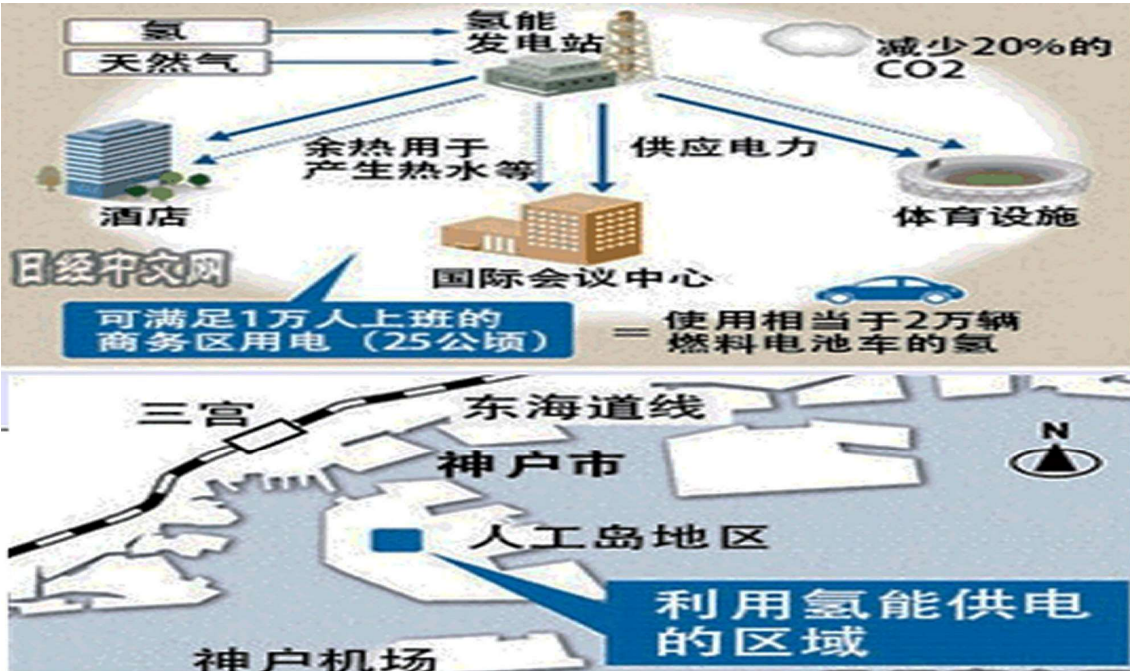 氢
天然气
氢能
发电站
减少20%的
CO2
余热用于
产生热水等
供应电力
酒店
国际会议中心
体育设施
日经中文网
可满足1万人上班的
商务区用电（25公顷）
＝
使用相当于2万辆
燃料电池车的氢
三宫
东海道线
神户市
N
人工岛地区
利用氢能供电
的区域
神户机场